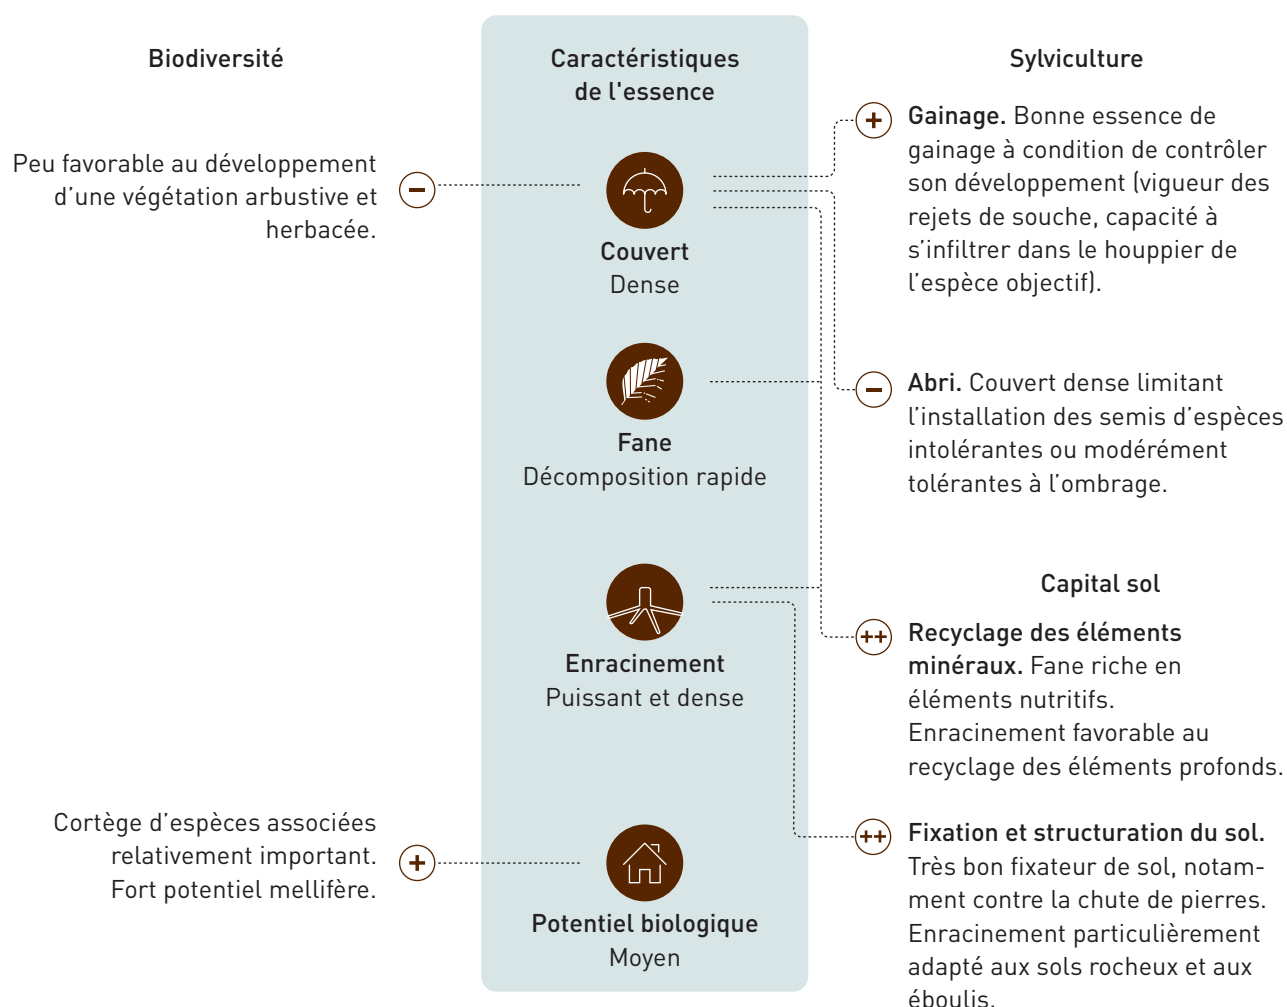 Biodiversité
Peu favorable au développement
d’une végétation arbustive et
herbacée.
−
Cortège d’espèces associées
relativement important.
Fort potentiel mellifère.
+
Caractéristiques
de l'essence
Couvert
Dense
Fane
Décomposition rapide
Enracinement
Puissant et dense
Potentiel biologique
Moyen
Sylviculture
+
Gainage. Bonne essence de
gainage à condition de contrôler
son développement (vigueur des
rejets de souche, capacité à
s’infiltrer dans le houppier de
l’espèce objectif).
−
Abri. Couvert dense limitant
l’installation des semis d’espèces
intolérantes ou modérément
tolérantes à l’ombrage.
Capital sol
++
Recyclage des éléments
minéraux. Fane riche en
éléments nutritifs.
Enracinement favorable au
recyclage des éléments profonds.
++
Fixation et structuration du sol.
Très bon fixateur de sol, notam-
ment contre la chute de pierres.
Enracinement particulièrement
adapté aux sols rocheux et aux
éboulis.